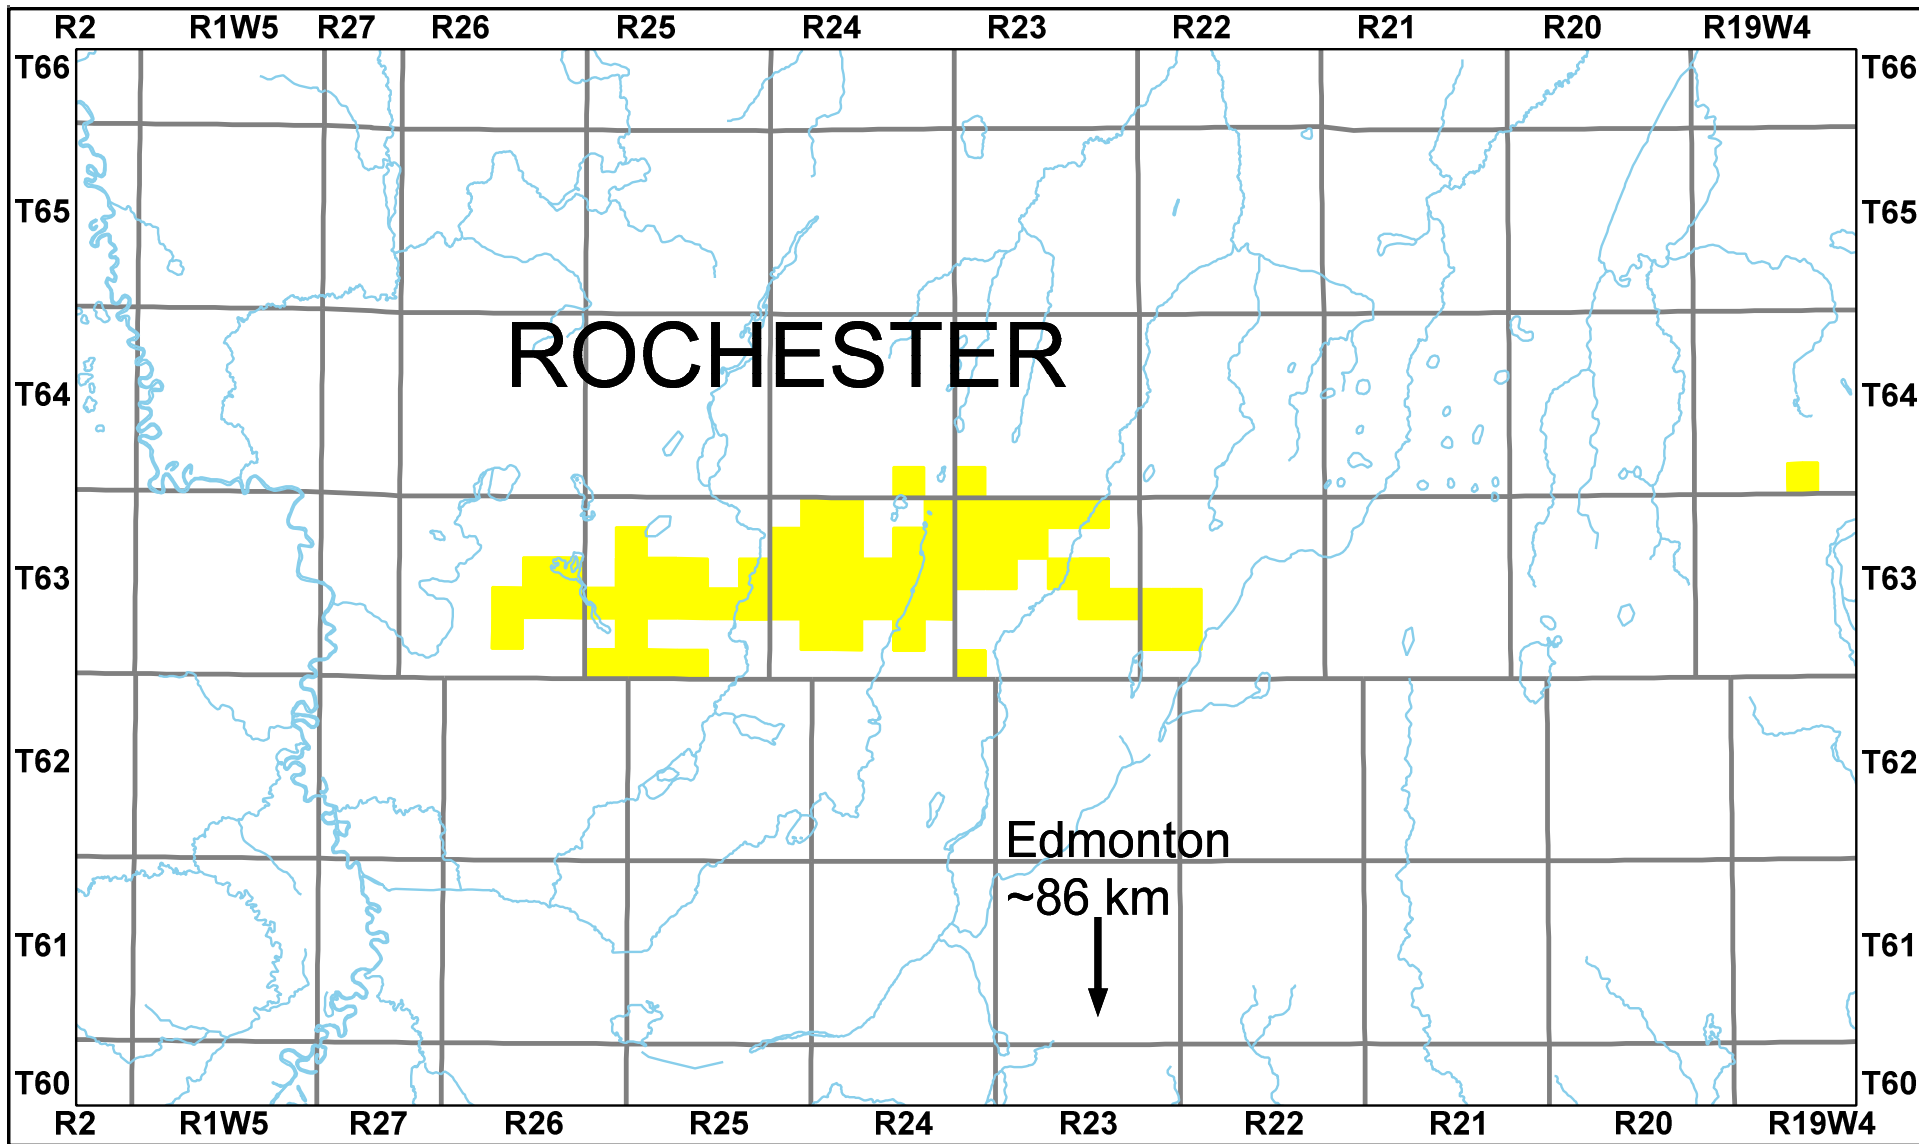 R2 R1W5 R27 R26 R25 R24 R23 R22 R21 R20 R19W4
T66 T66
T65 T65
ROCHESTER
T64 T64
T63 T63
T62 T62
Edmonton
~86 km
T61 T61
T60 T60
R2 R1W5 R27 R26 R25 R24 R23 R22 R21 R20 R19W4